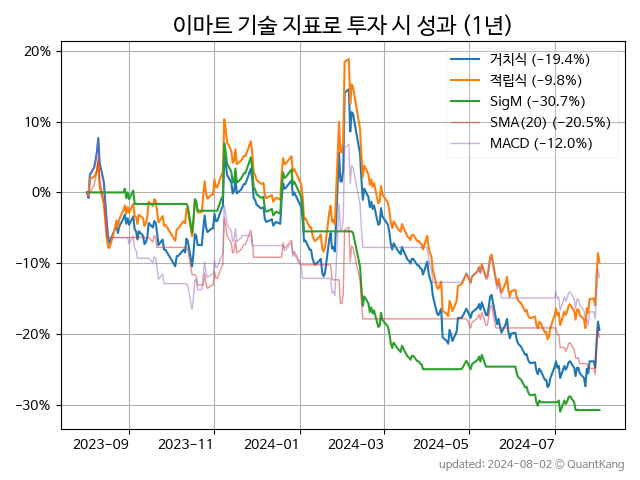 이마트 기술 지표로 투자 시 성과 (1년)
20%
10%
0%
−10%
−20%
−30%
거치식 (−19.4%)
적립식 (−9.8%)
SigM (−30.7%)
SMA(20) (−20.5%)
MACD (−12.0%)
2023-09 2023-11 2024-01 2024-03 2024-05 2024-07
updated: 2024-08-02 © QuantKang